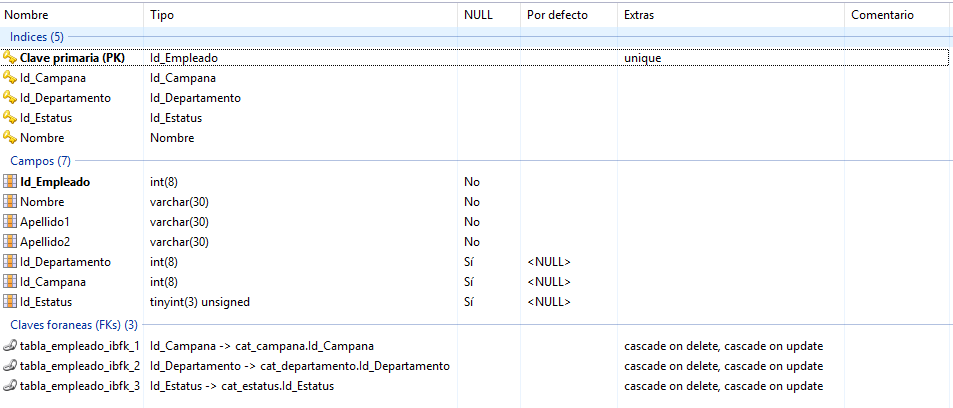 Nombre Tipo NULL Por defecto Extras Comentario
Indices (5)
Clave primaria (PK) Id_Empleado unique
Id_Campana Id_Campana
Id_Departamento Id_Departamento
Id_Estatus Id_Estatus
Nombre Nombre
Campos (7)
Id_Empleado int(8) No
Nombre varchar(30) No
Apellido1 varchar(30) No
Apellido2 varchar(30) No
Id_Departamento int(8) Sí <NULL>
Id_Campana int(8) Sí <NULL>
Id_Estatus tinyint(3) unsigned Sí <NULL>
Claves foraneas (FKs) (3)
tabla_empleado_ibfk_1 Id_Campana -> cat_campana.Id_Campana cascade on delete, cascade on update
tabla_empleado_ibfk_2 Id_Departamento -> cat_departamento.Id_Departamento cascade on delete, cascade on update
tabla_empleado_ibfk_3 Id_Estatus -> cat_estatus.Id_Estatus cascade on delete, cascade on update